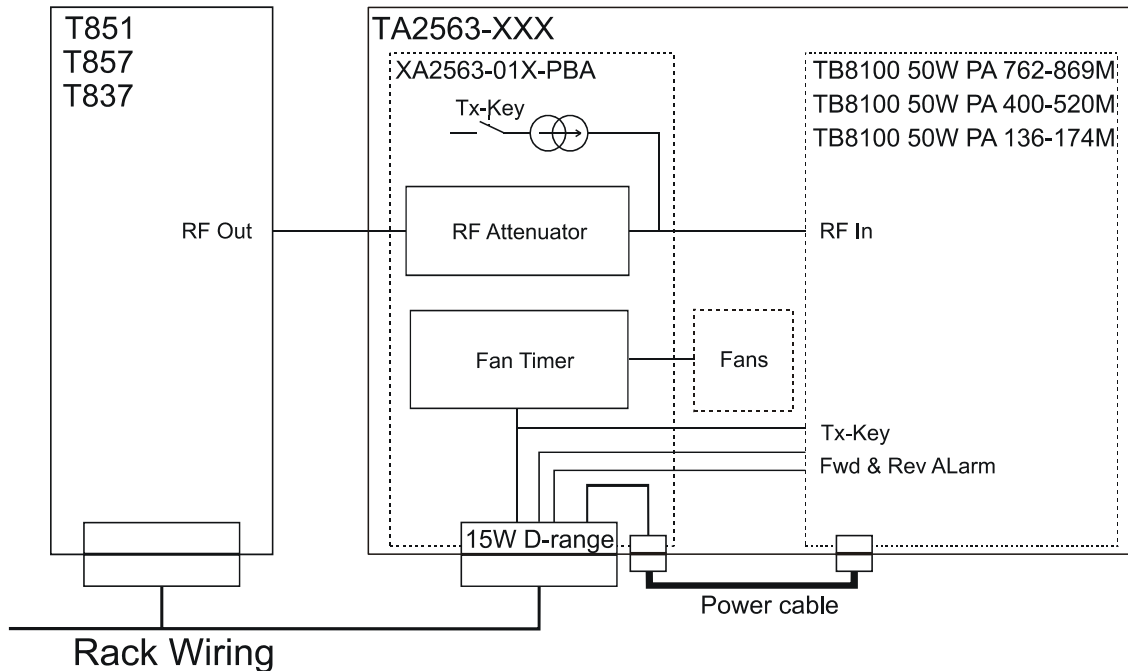 T851
T857
T837
RF Out
TA2563-XXX
XA2563-01X-PBA
Tx-Key
RF Attenuator
Fan Timer
Fans
TB8100 50W PA 762-869M
TB8100 50W PA 400-520M
TB8100 50W PA 136-174M
RF In
Tx-Key
Fwd & Rev ALarm
15W D-range
Power cable
Rack Wiring